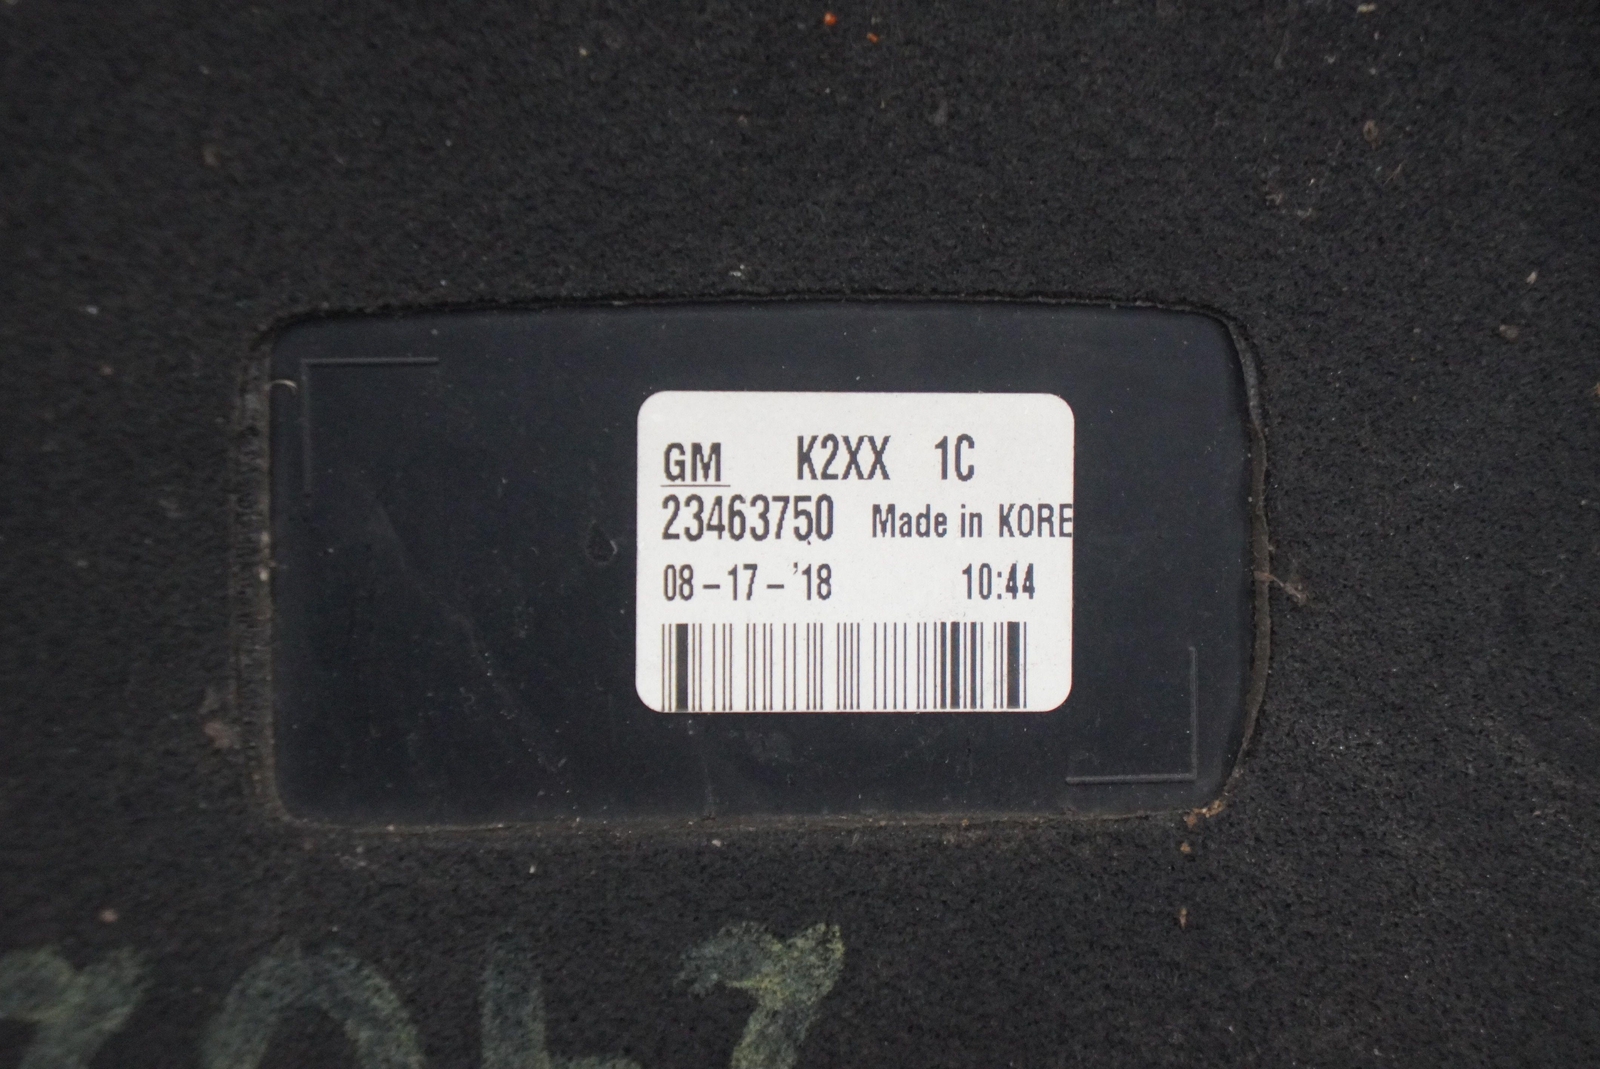 GM K2XX 1C
23463750 Made in KORE
08-17-'18 10:44